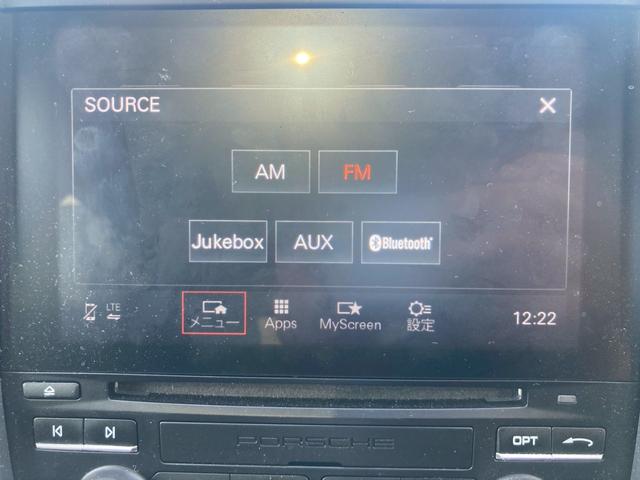 SOURCE
AM FM
Jukebox AUX Bluetooth
LTE
メニュー Apps MyScreen 設定 12:22
PORSCHE OPT